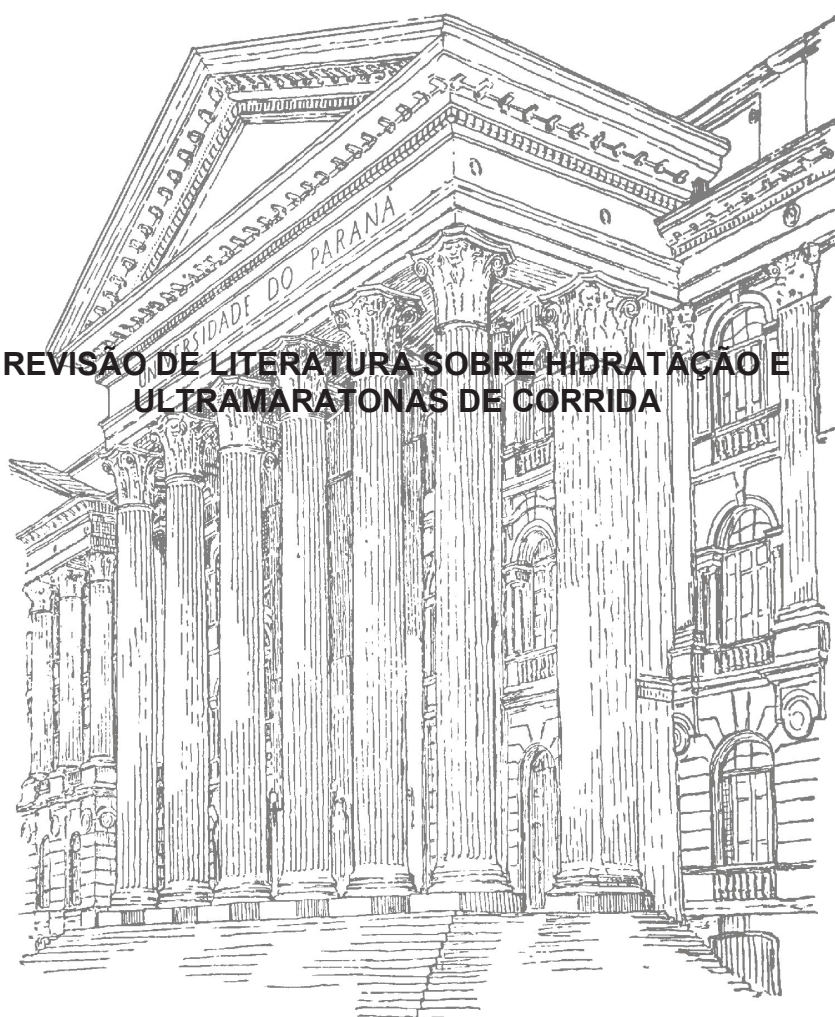 UNIVERSIDADE DO PARANÁ
REVISÃO DE LITERATURA SOBRE HIDRATAÇÃO E
ULTRAMARATONAS DE CORRIDA